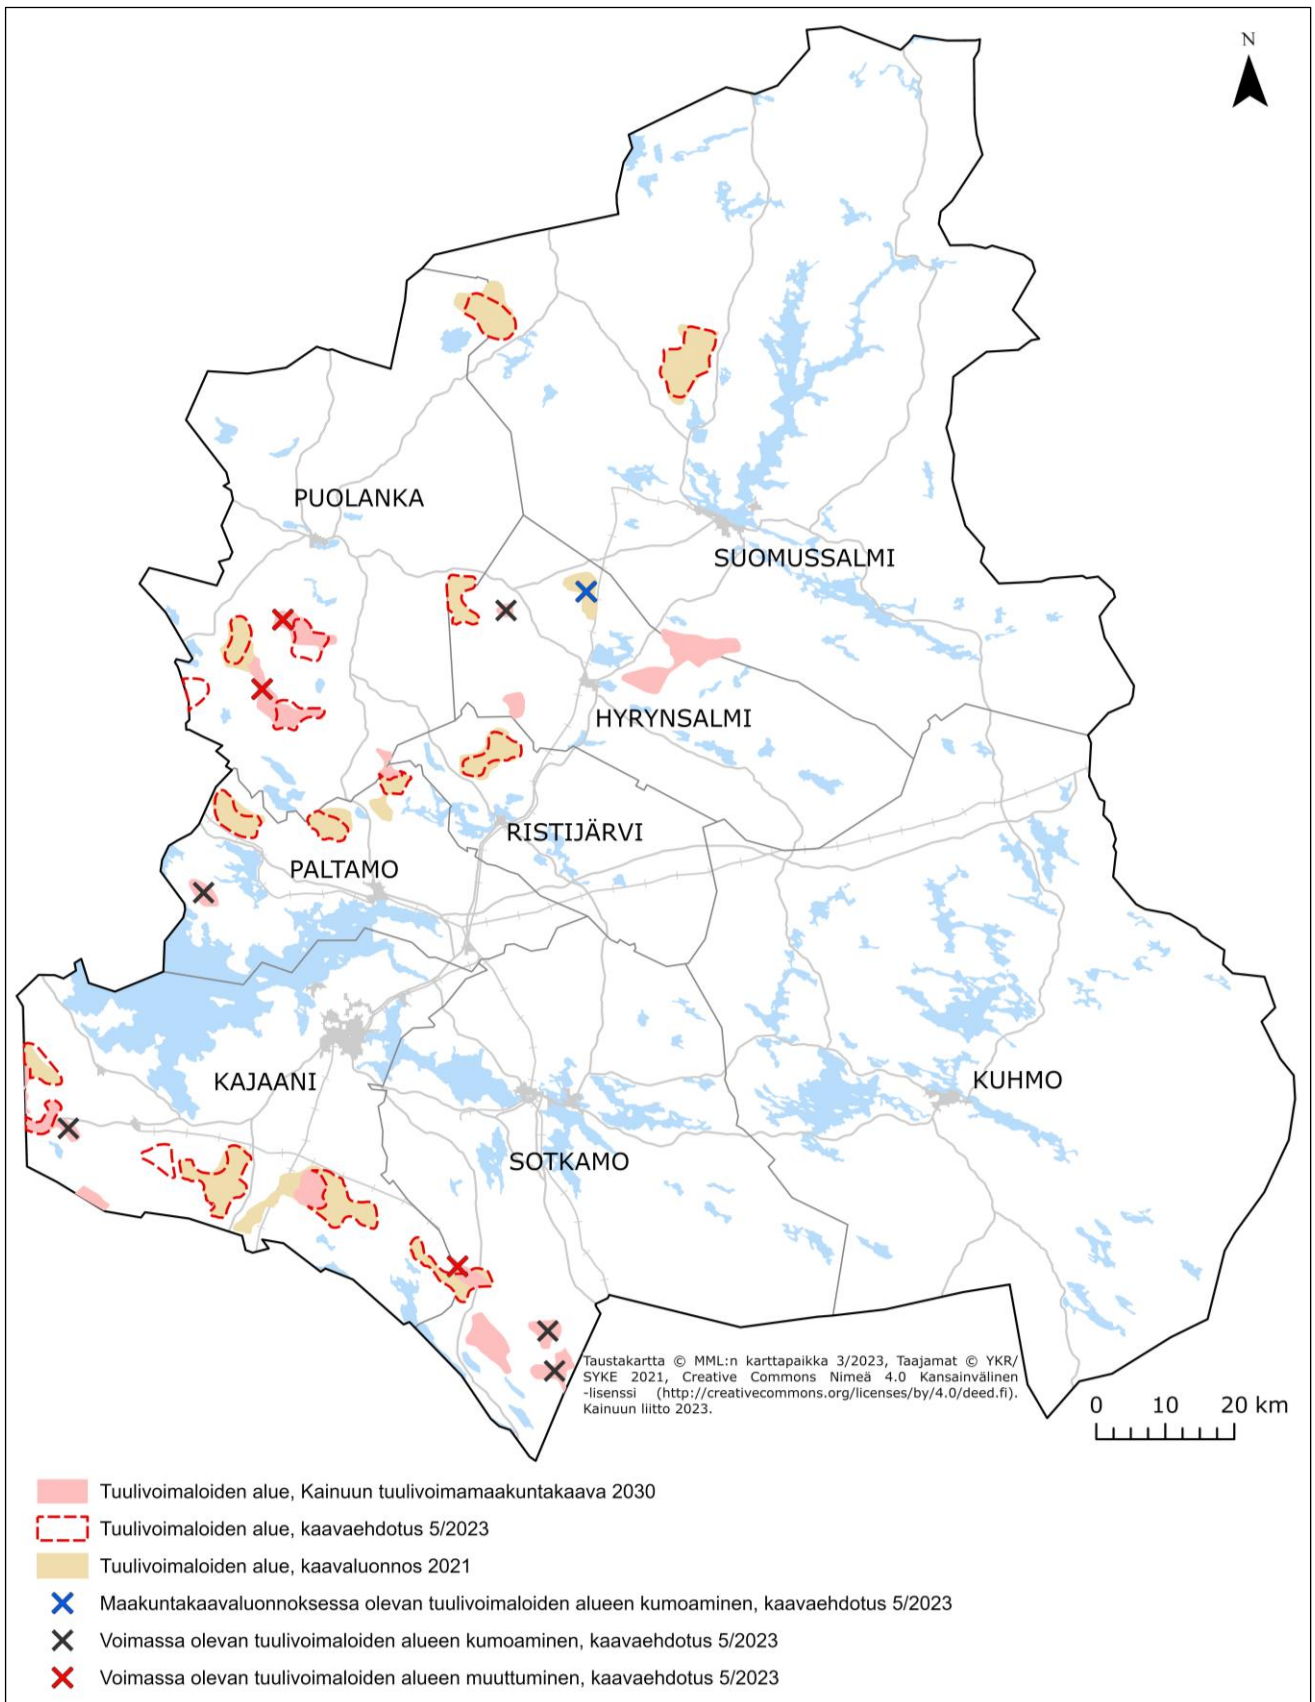 N
PUOLANKA
SUOMUSSALMI
HYRYNSALMI
RISTIJÄRVI
PALTAMO
KAJAANI
KUHMO
SOTKAMO
Taustakartta © MML:n karttapaikka 3/2023, Taajamat © YKR/
SYKE 2021, Creative Commons Nimeä 4.0 Kansainvälinen
-lisenssi (http://creativecommons.org/licenses/by/4.0/deed.fi).
Kainuun liitto 2023.
0 10 20 km
Tuulivoimaloiden alue, Kainuun tuulivoimamaakuntakaava 2030
Tuulivoimaloiden alue, kaavaehdotus 5/2023
Tuulivoimaloiden alue, kaavaluonnos 2021
Maakuntakaavaluonnoksessa olevan tuulivoimaloiden alueen kumoaminen, kaavaehdotus 5/2023
Voimassa olevan tuulivoimaloiden alueen kumoaminen, kaavaehdotus 5/2023
Voimassa olevan tuulivoimaloiden alueen muuttuminen, kaavaehdotus 5/2023